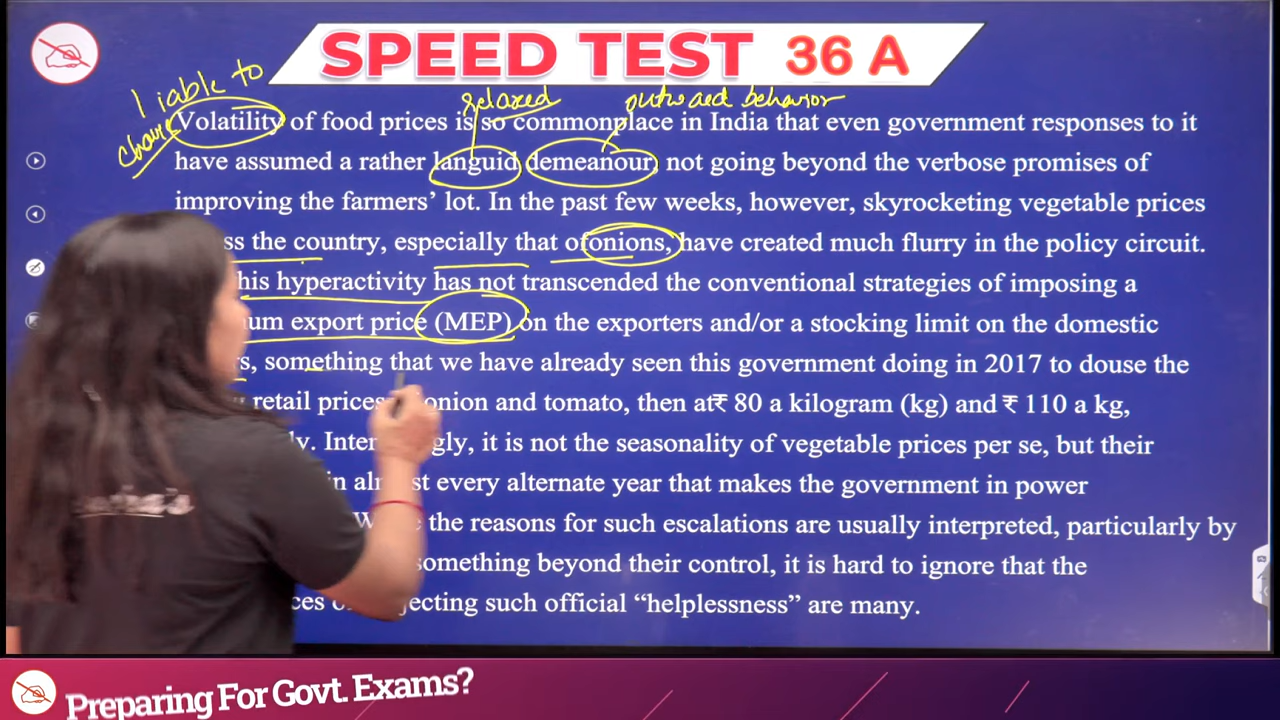 SPEED TEST 36 A
liable to
change
relaxed
outward behavior
Volatility of food prices is so commonplace in India that even government responses to it
have assumed a rather languid demeanour, not going beyond the verbose promises of
improving the farmers’ lot. In the past few weeks, however, skyrocketing vegetable prices
ss the country, especially that of onions, have created much flurry in the policy circuit.
his hyperactivity has not transcended the conventional strategies of imposing a
um export price (MEP) on the exporters and/or a stocking limit on the domestic
rs, something that we have already seen this government doing in 2017 to douse the
retail prices onion and tomato, then at ₹ 80 a kilogram (kg) and ₹ 110 a kg,
y. gly, it is not the seasonality of vegetable prices per se, but their
in st every alternate year that makes the government in power
the reasons for such escalations are usually interpreted, particularly by
something beyond their control, it is hard to ignore that the
ces jecting such official “helplessness” are many.
Preparing For Govt. Exams?